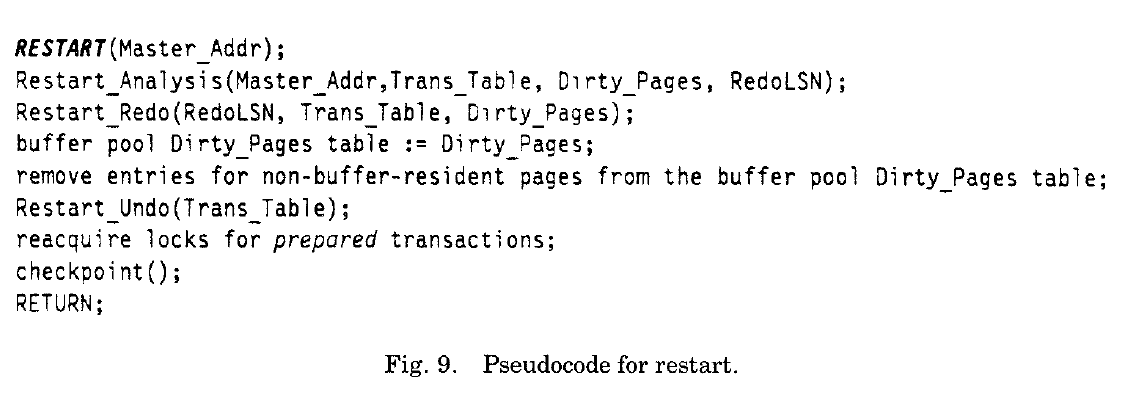 RESTART(Master_Addr);
Restart_Analysis(Master_Addr,Trans_Table, Dirty_Pages, RedoLSN);
Restart_Redo(RedoLSN, Trans_Table, Dirty_Pages);
buffer pool Dirty_Pages table := Dirty_Pages;
remove entries for non-buffer-resident pages from the buffer pool Dirty_Pages table;
Restart_Undo(Trans_Table);
reacquire locks for prepared transactions;
checkpoint();
RETURN;
Fig. 9. Pseudocode for restart.